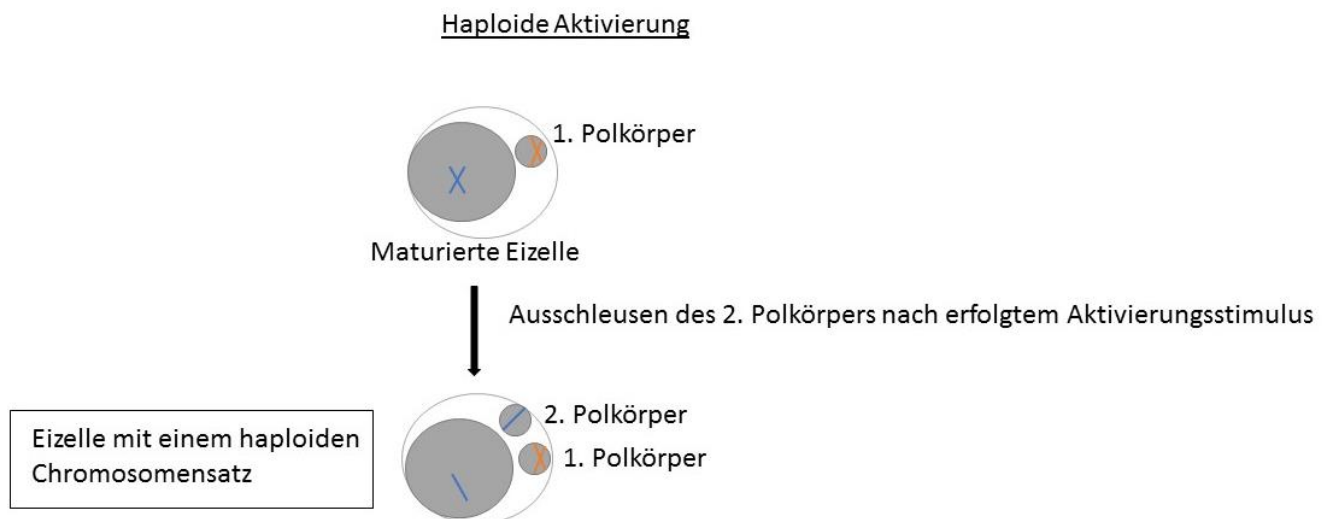 Haploide Aktivierung
1. Polkörper
Maturierte Eizelle
Ausschleusen des 2. Polkörpers nach erfolgtem Aktivierungsstimulus
2. Polkörper
Eizelle mit einem haploiden
Chromosomensatz
1. Polkörper